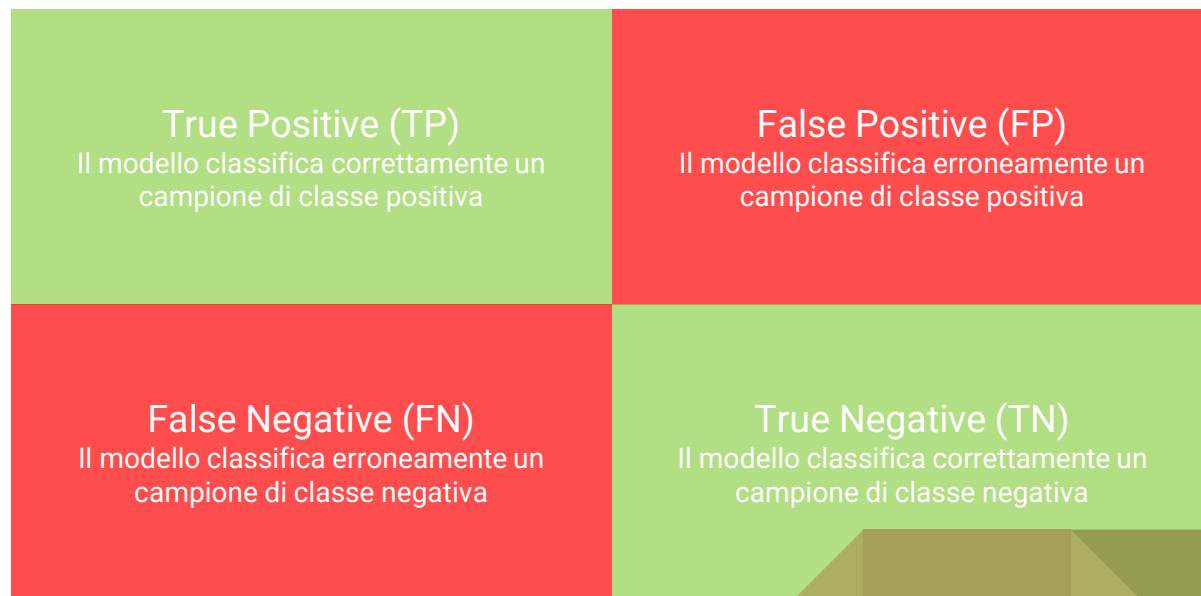 True Positive (TP)
Il modello classifica correttamente un
campione di classe positiva
False Positive (FP)
Il modello classifica erroneamente un
campione di classe positiva
False Negative (FN)
Il modello classifica erroneamente un
campione di classe negativa
True Negative (TN)
Il modello classifica correttamente un
campione di classe negativa